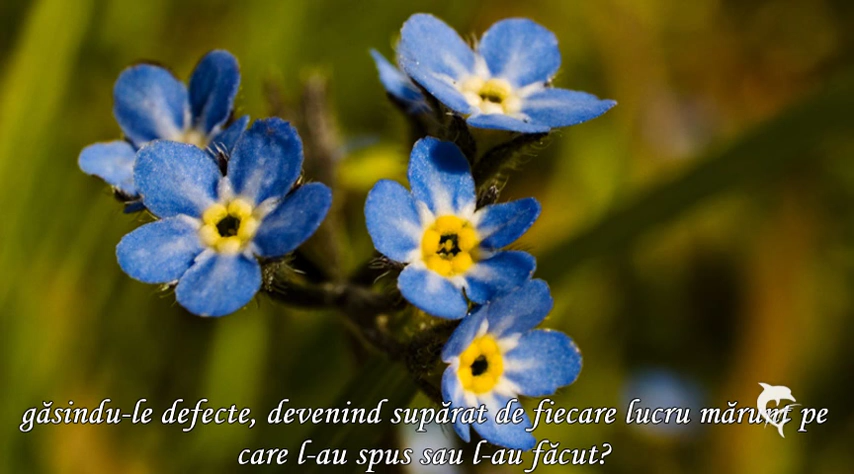 găsindu-le defecte, devenind supărat de fiecare lucru mărunt pe
care l-au spus sau l-au făcut?